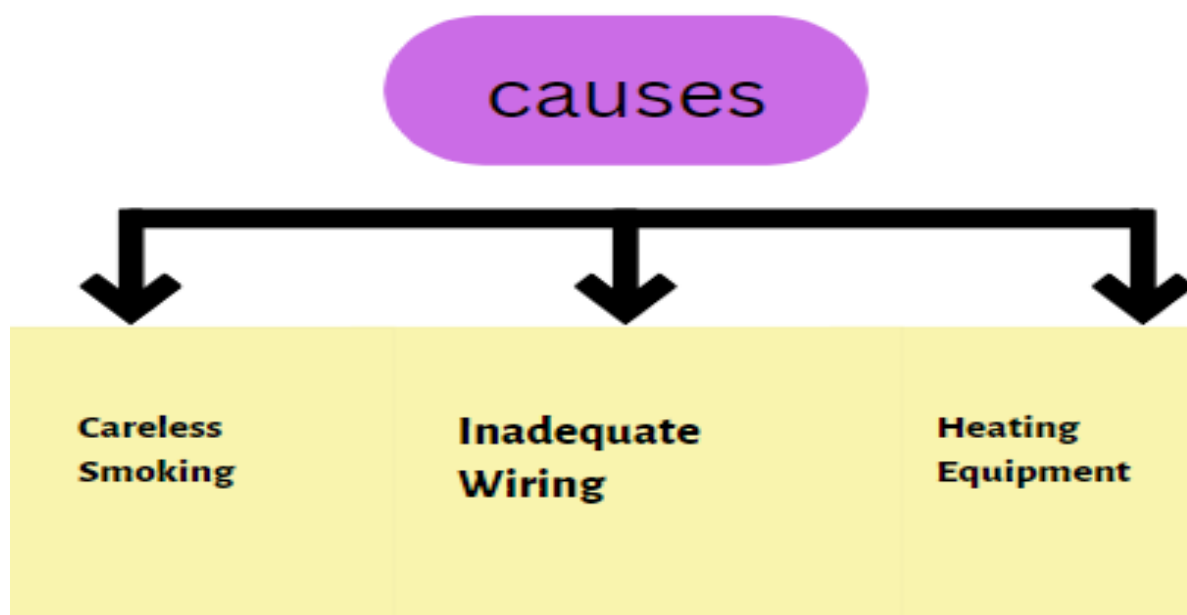 causes
Careless
Smoking
Inadequate
Wiring
Heating
Equipment